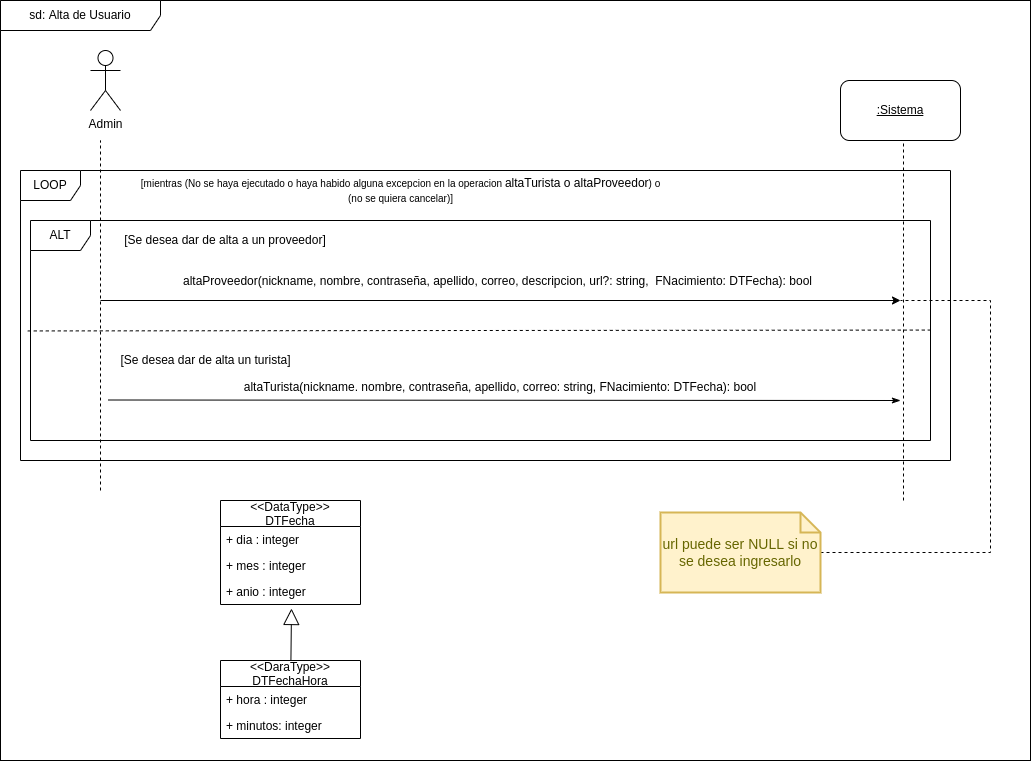 sd: Alta de Usuario
Admin
:Sistema
LOOP
[mientras (No se haya ejecutado o haya habido alguna excepcion en la operacion altaTurista o altaProveedor) o
(no se quiera cancelar)]
ALT
[Se desea dar de alta a un proveedor]
altaProveedor(nickname, nombre, contraseña, apellido, correo, descripcion, url?: string,  FNacimiento: DTFecha): bool
[Se desea dar de alta un turista]
altaTurista(nickname. nombre, contraseña, apellido, correo: string, FNacimiento: DTFecha): bool
<<DataType>>
DTFecha
+ dia : integer
+ mes : integer
+ anio : integer
url puede ser NULL si no
se desea ingresarlo
<<DaraType>>
DTFechaHora
+ hora : integer
+ minutos: integer